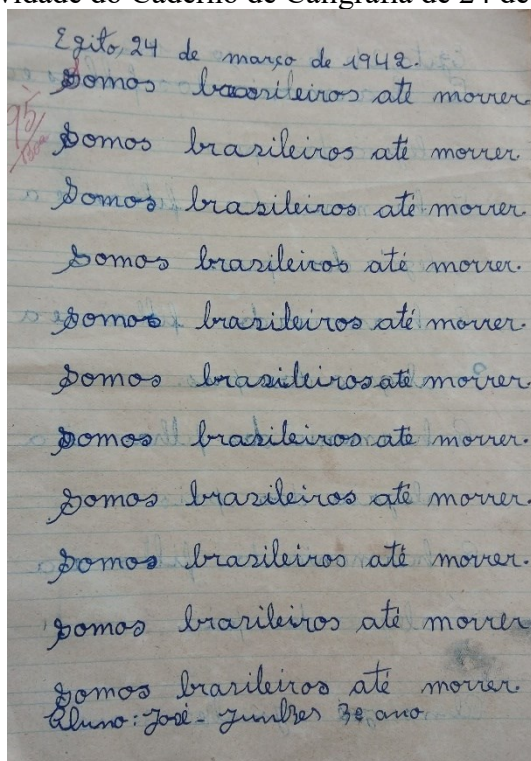 vidade do Caderno de Caligrafia de 24 de
Egito, 24 de março de 1942.
Somos brasileiros até morrer
95
Somos brasileiros até morrer
Somos brasileiros até morrer.
Somos brasileiros até morrer.
Somos brasileiros até morrer.
Somos brasileiros até morrer
Somos brasileiros até morrer.
Somos brasileiros até morrer.
Somos brasileiros até morrer.
Somos brasileiros até morrer
Somos brasileiros até morrer.
Aluno: José 3º ano